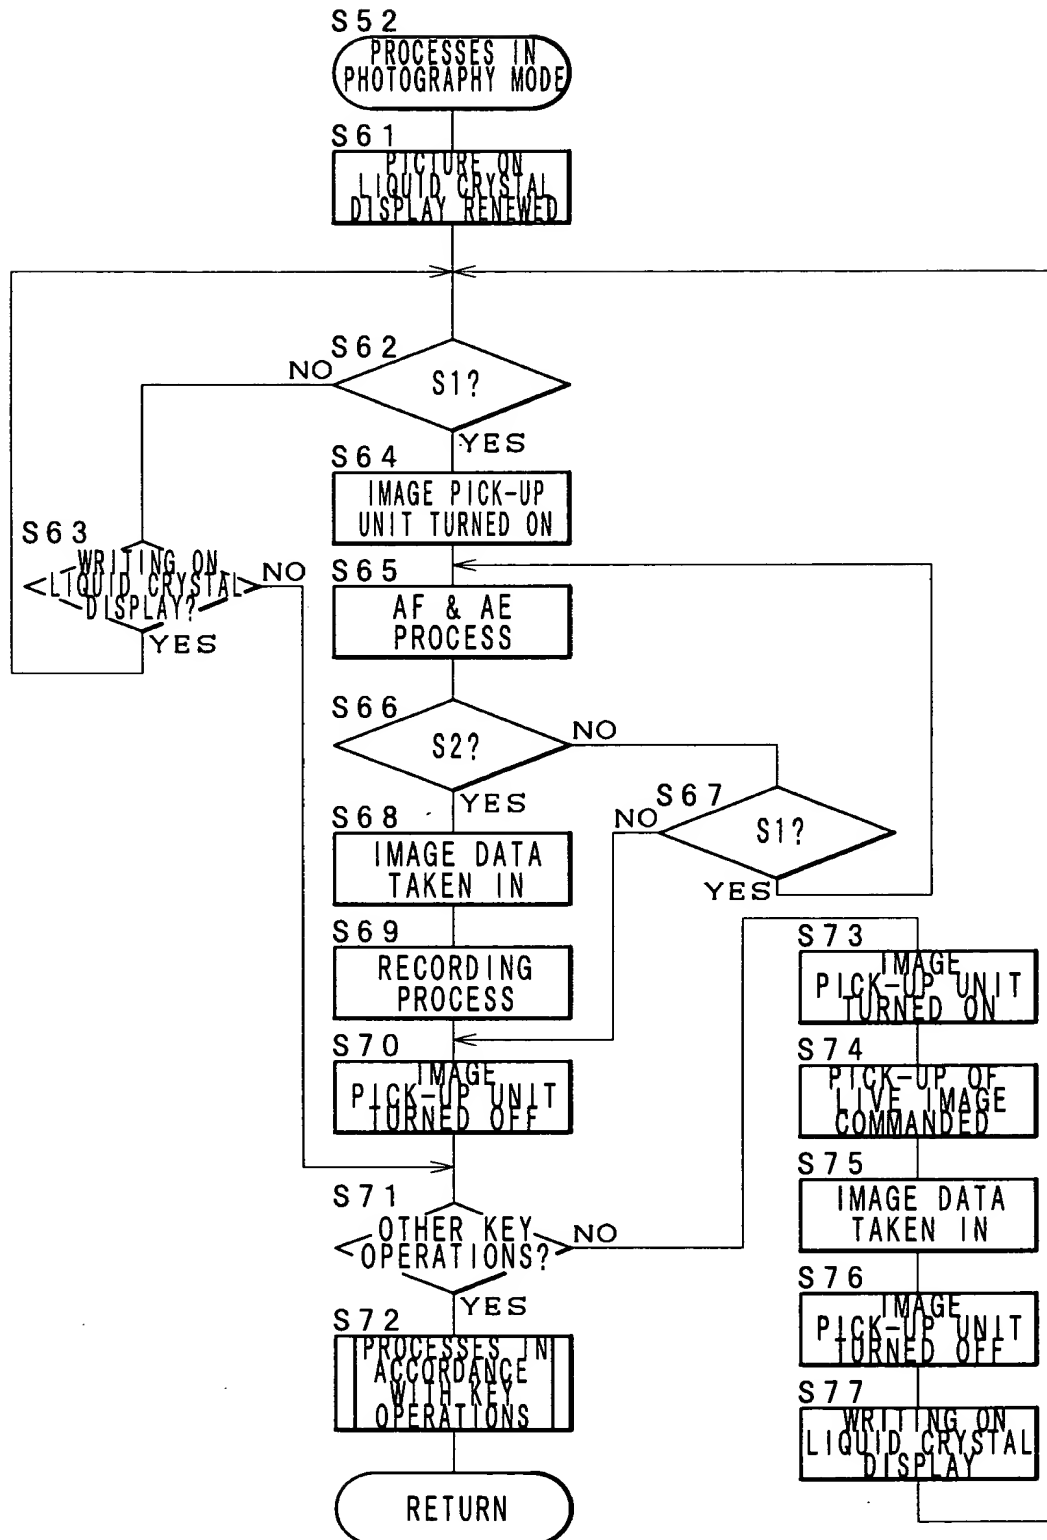 S52
PROCESSES IN
PHOTOGRAPHY MODE
S61
PICTURE ON
LIQUID CRYSTAL
DISPLAY RENEWED
S62
NO
S1?
YES
S64
IMAGE PICK-UP
UNIT TURNED ON
S63
WRITING ON
LIQUID CRYSTAL
DISPLAY?
NO
YES
S65
AF & AE
PROCESS
S66
S2?
NO
YES
S67
NO
S1?
YES
S68
IMAGE DATA
TAKEN IN
S69
RECORDING
PROCESS
S70
IMAGE
PICK-UP UNIT
TURNED OFF
S71
OTHER KEY
OPERATIONS?
NO
YES
S72
PROCESSES IN
ACCORDANCE
WITH KEY
OPERATIONS
RETURN
S73
IMAGE
PICK-UP UNIT
TURNED ON
S74
PICK-UP OF
LIVE IMAGE
COMMANDED
S75
IMAGE DATA
TAKEN IN
S76
IMAGE
PICK-UP UNIT
TURNED OFF
S77
WRITING ON
LIQUID CRYSTAL
DISPLAY